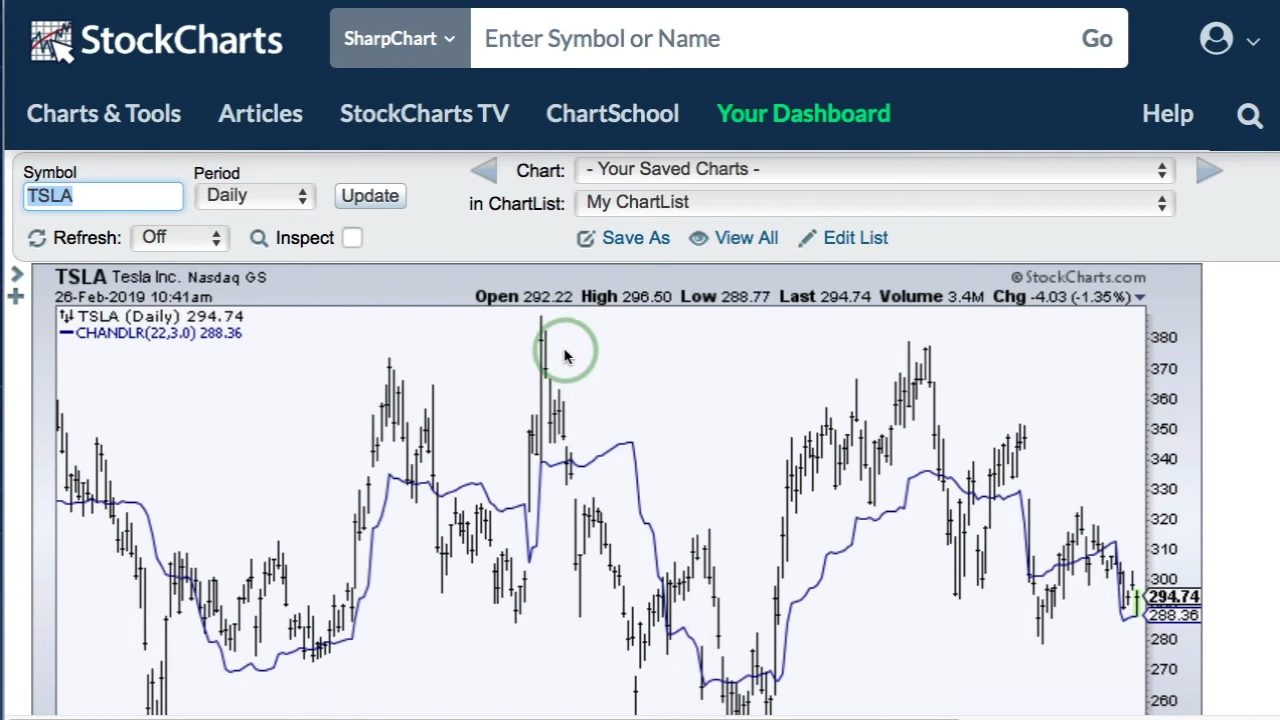 StockCharts
SharpChart
Enter Symbol or Name
Go
Charts & Tools
Articles
StockCharts TV
ChartSchool
Your Dashboard
Help
Symbol
Period
TSLA
Daily
Update
Chart:
- Your Saved Charts -
in ChartList:
My ChartList
Refresh:
Off
Inspect
Save As
View All
Edit List
TSLA Tesla Inc. Nasdaq GS
© StockCharts.com
26-Feb-2019 10:41am
Open 292.22 High 296.50 Low 288.77 Last 294.74 Volume 3.4M Chg -4.03 (-1.35%)
TSLA (Daily) 294.74
CHANDLR(22,3.0) 288.36
380
370
360
350
340
330
320
310
300
294.74
288.36
280
270
260